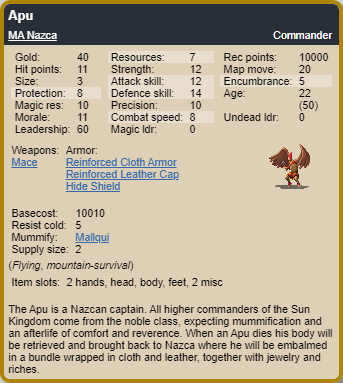 Apu
MA Nazca Commander
Gold: 40 Resources: 7 Rec points: 10000
Hit points: 11 Strength: 12 Map move: 20
Size: 3 Attack skill: 12 Encumbrance: 5
Protection: 8 Defence skill: 14 Age: 22
Magic res: 10 Precision: 10 (50)
Morale: 11 Combat speed: 8 Undead ldr: 0
Leadership: 60 Magic ldr: 0
Weapons: Armor:
Mace Reinforced Cloth Armor
Reinforced Leather Cap
Hide Shield
Basecost: 10010
Resist cold: 5
Mummify: Mallqui
Supply size: 2
(Flying, mountain-survival)
Item slots: 2 hands, head, body, feet, 2 misc
The Apu is a Nazcan captain. All higher commanders of the Sun
Kingdom come from the noble class, expecting mummification and
an afterlife of comfort and reverence. When an Apu dies his body will
be retrieved and brought back to Nazca where he will be embalmed
in a bundle wrapped in cloth and leather, together with jewelry and
riches.